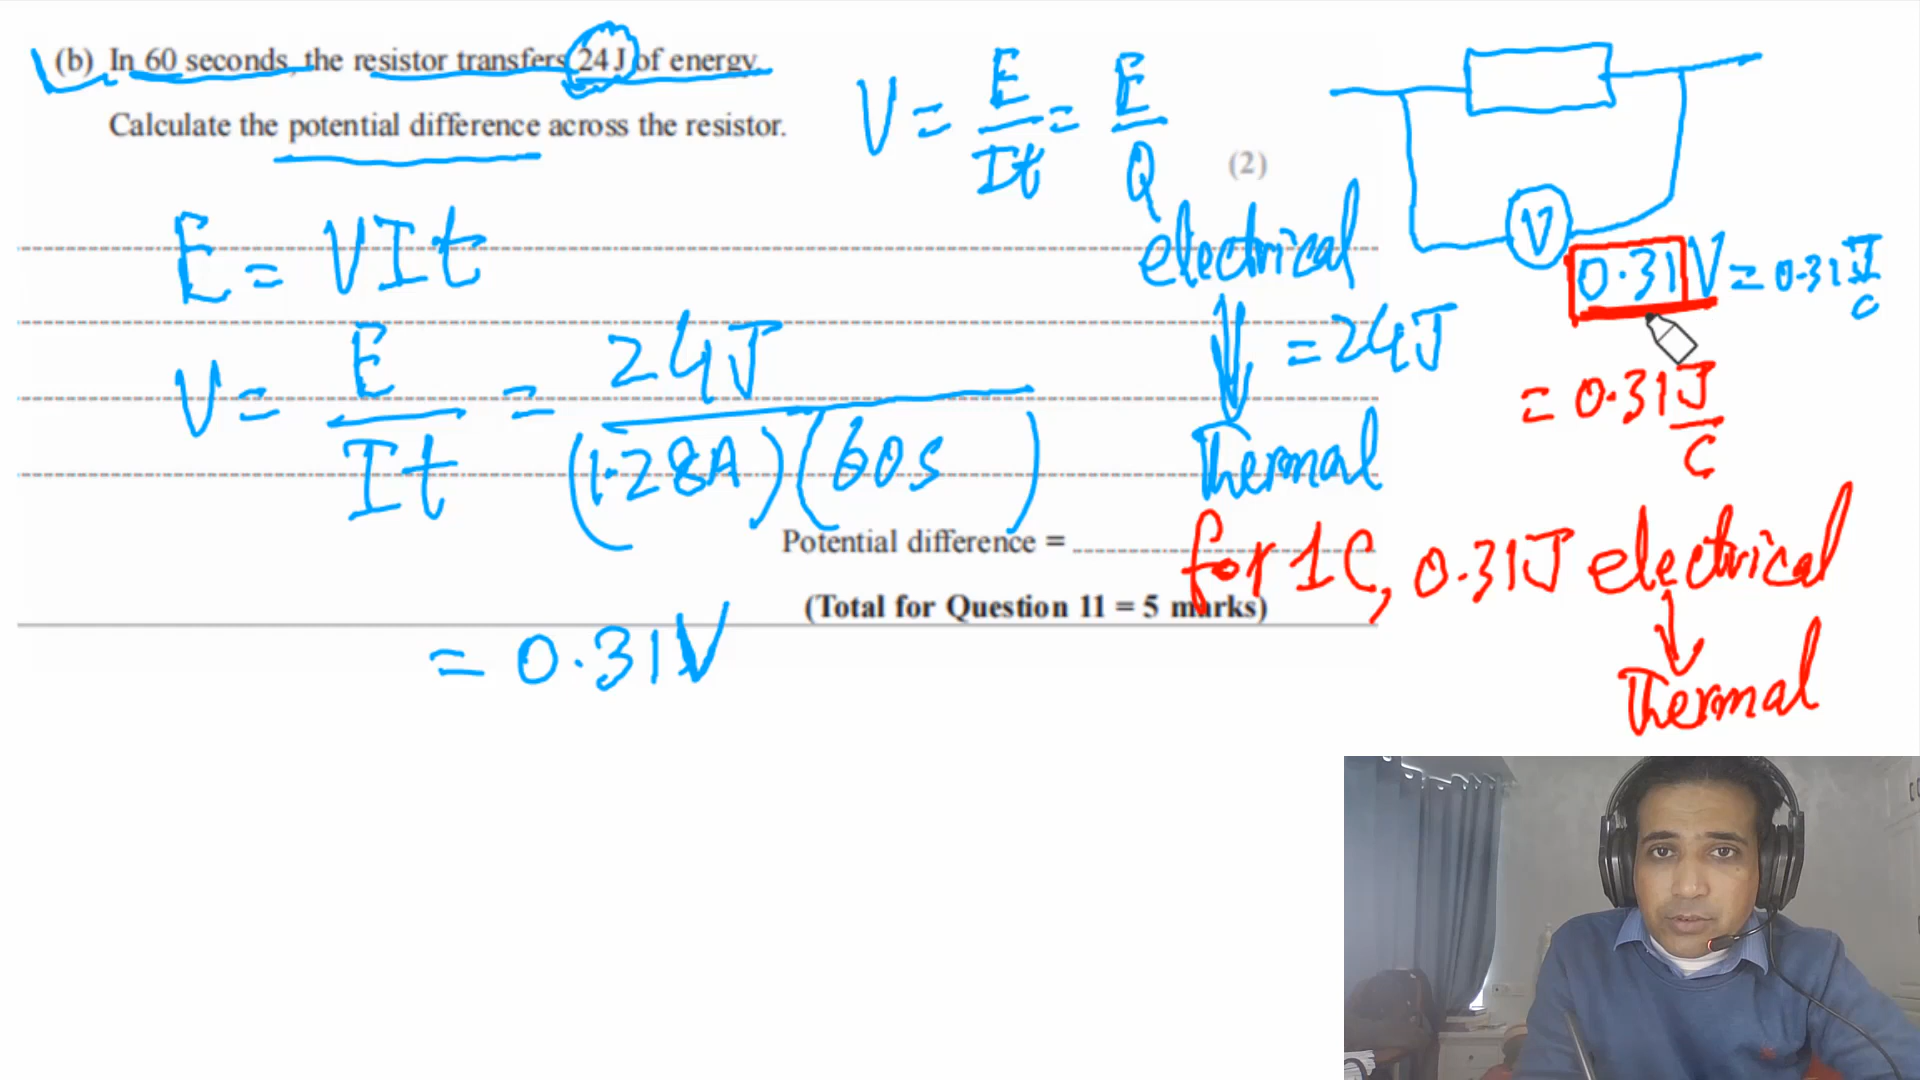 (b) In 60 seconds, the resistor transfers 24 J of energy.
Calculate the potential difference across the resistor.
(2)
V = E/It = E/Q
E = VIt
V = E/It = 24J/(1.28A)(60s)
= 0.31V
electrical
= 24J
Thermal
V
0.31 V = 0.31 J/C
= 0.31 J/C
Potential difference =
for 1C, 0.31J electrical
Thermal
(Total for Question 11 = 5 marks)